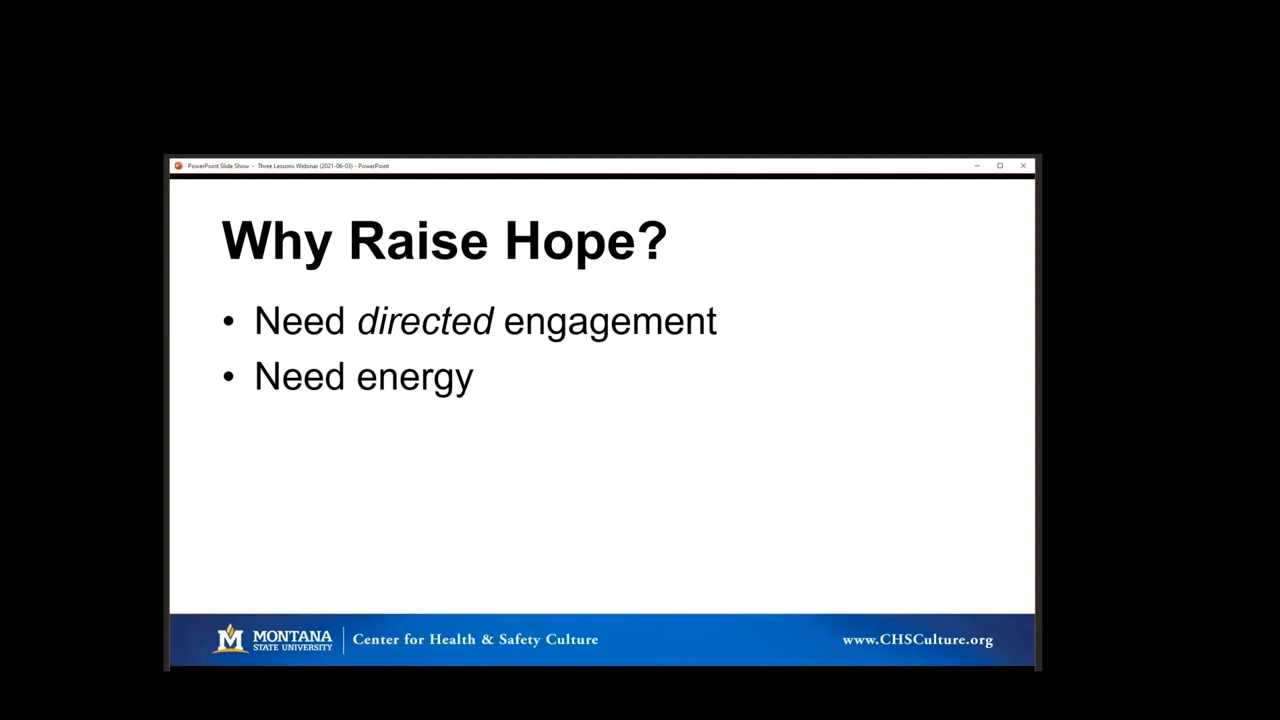 PowerPoint Slide Show - Three Lessons Webinar (2021-06-03) - PowerPoint
Why Raise Hope?
• Need directed engagement
• Need energy
M MONTANA
STATE UNIVERSITY
Center for Health & Safety Culture
www.CHSCulture.org